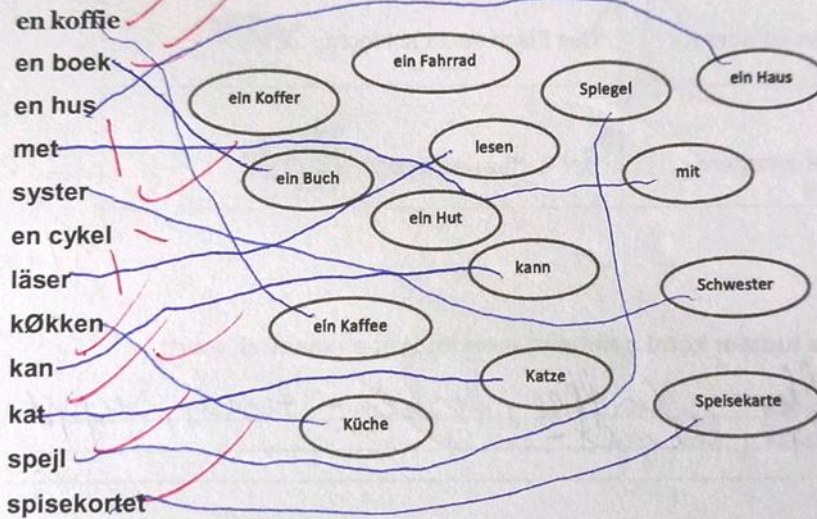 en koffie
en boek
en hus
met
syster
en cykel
läser
kØkken
kan
kat
spejl
spisekortet
ein Fahrrad
ein Koffer
Spiegel
ein Haus
lesen
ein Buch
mit
ein Hut
kann
Schwester
ein Kaffee
Katze
Küche
Speisekarte